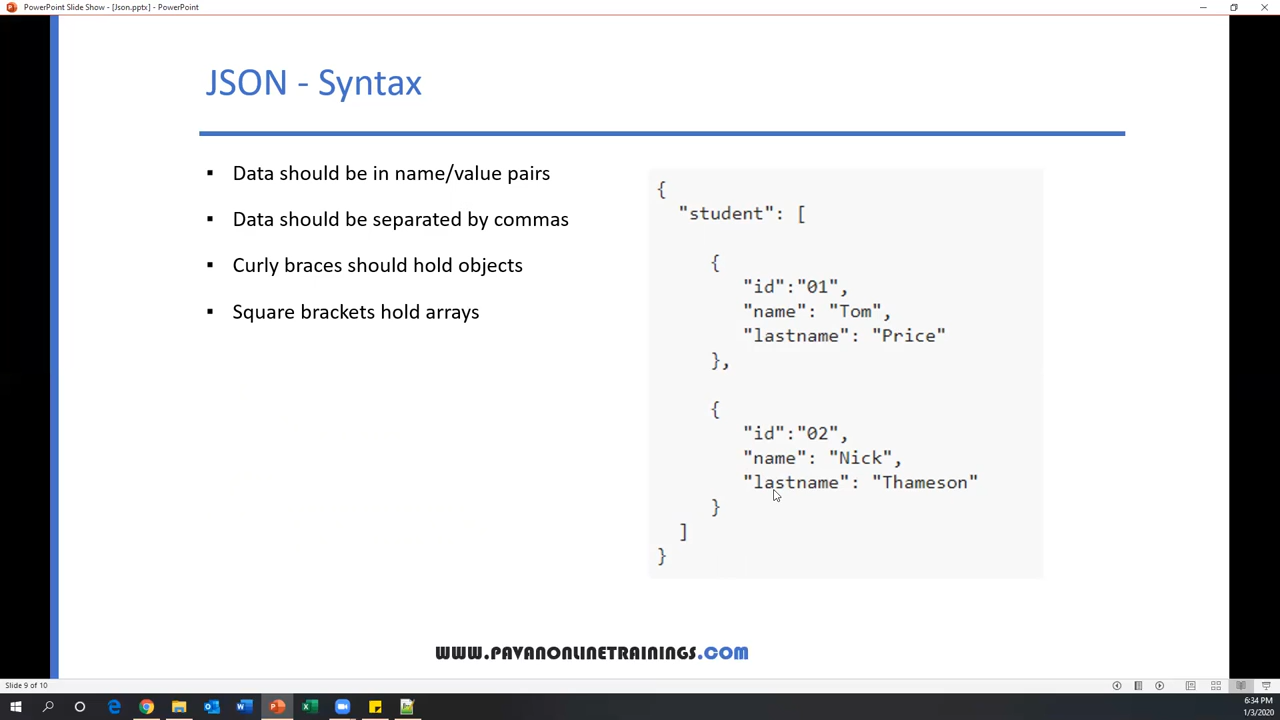 PowerPoint Slide Show - [Json.pptx] - PowerPoint
JSON - Syntax
▪ Data should be in name/value pairs
▪ Data should be separated by commas
▪ Curly braces should hold objects
▪ Square brackets hold arrays
{
"student": [
{
"id":"01",
"name": "Tom",
"lastname": "Price"
},
{
"id":"02",
"name": "Nick",
"lastname": "Thameson"
}
]
}
WWW.PAVANONLINETRAININGS.COM
Slide 9 of 10
6:34 PM
1/3/2020